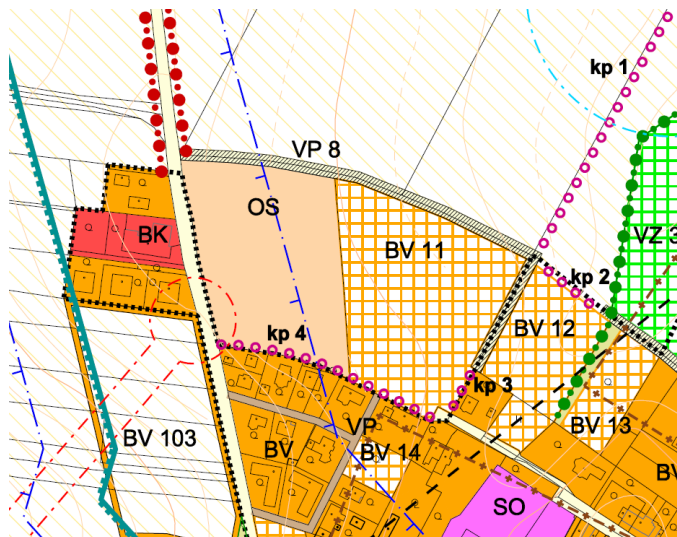 kp 1
VP 8
OS
BK
VZ 3
BV 11
kp 2
BV 12
kp 4
kp 3
VP
BV 103
BV
BV 14
BV 13
BV
SO